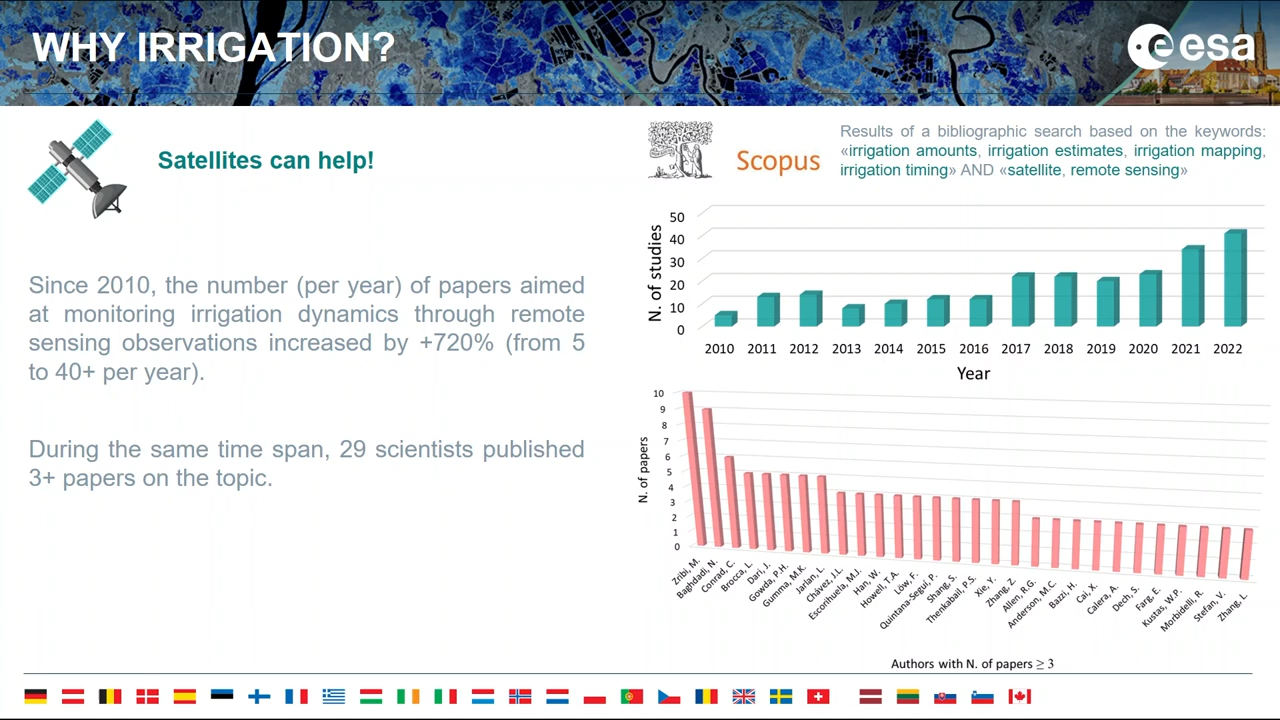 WHY IRRIGATION?
esa
Satellites can help!
Since 2010, the number (per year) of papers aimed
at monitoring irrigation dynamics through remote
sensing observations increased by +720% (from 5
to 40+ per year).
During the same time span, 29 scientists published
3+ papers on the topic.
Scopus
Results of a bibliographic search based on the keywords:
«irrigation amounts, irrigation estimates, irrigation mapping,
irrigation timing» AND «satellite, remote sensing»
N. of studies
50
40
30
20
10
0
2010 2011 2012 2013 2014 2015 2016 2017 2018 2019 2020 2021 2022
Year
N. of papers
10
9
8
7
6
5
4
3
2
1
0
Zribi, M.
Baghdadi, N.
Conrad, C.
Brocca, L.
Dari, J.
Gowda, P.H.
Gumma, M.K.
Jarlan, L.
Chávez, J.L.
Escorihuela, M.J.
Han, W.
Howell, T.A.
Löw, F.
Quintana-Seguí, P.
Shang, S.
Thenkabail, P.S.
Xie, Y.
Zhang, Z.
Allen, R.G.
Anderson, M.C.
Bazzi, H.
Cai, X.
Calera, A.
Dech, S.
Farg, E.
Kustas, W.P.
Morbidelli, R.
Stefan, V.
Zhang, L.
Authors with N. of papers ≥ 3